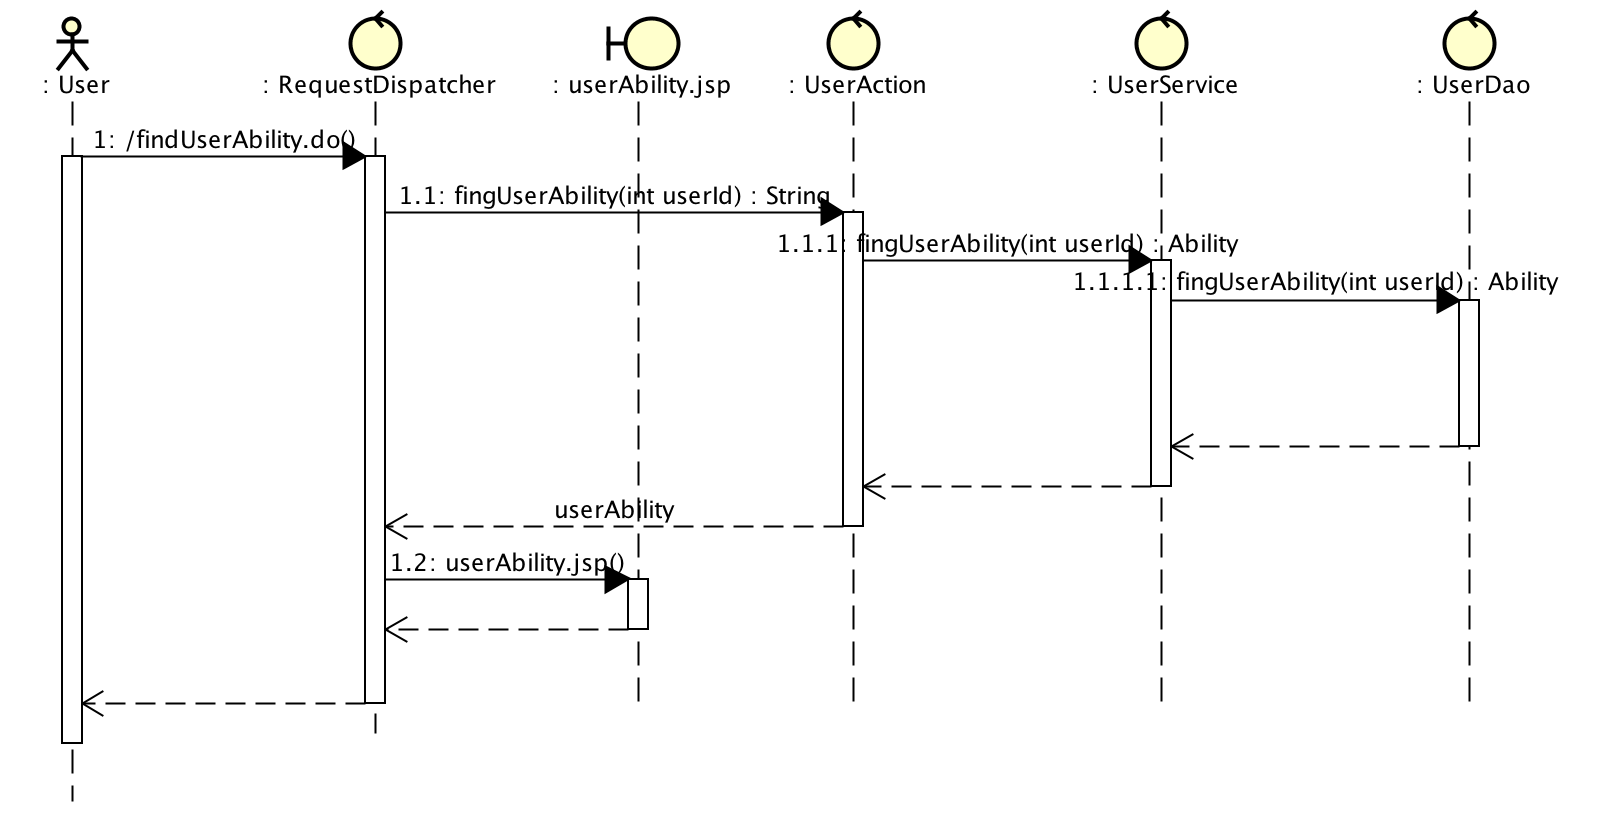 : User
: RequestDispatcher
: userAbility.jsp
: UserAction
: UserService
: UserDao
1: /findUserAbility.do()
1.1: fingUserAbility(int userId) : String
1.1.1: fingUserAbility(int userId) : Ability
1.1.1.1: fingUserAbility(int userId) : Ability
userAbility
1.2: userAbility.jsp()